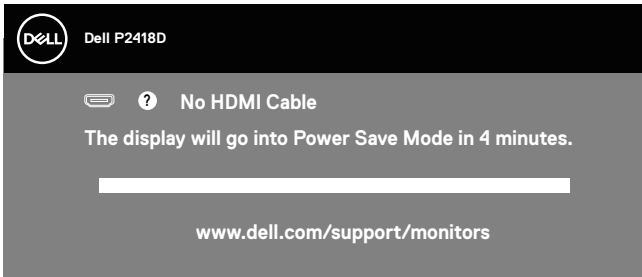 DELL
Dell P2418D
? No HDMI Cable
The display will go into Power Save Mode in 4 minutes.
www.dell.com/support/monitors